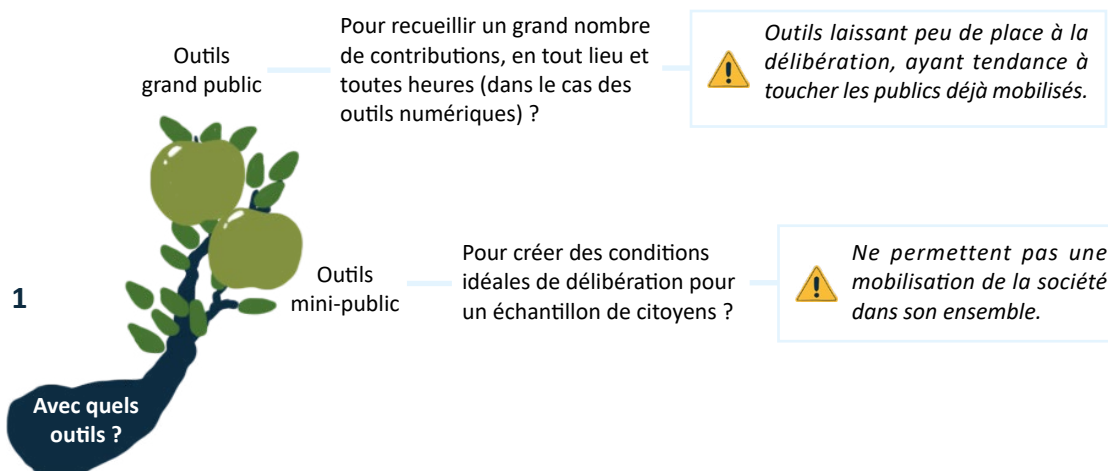 Outils
grand public
Pour recueillir un grand nombre
de contributions, en tout lieu et
toutes heures (dans le cas des
outils numériques) ?
Outils laissant peu de place à la
délibération, ayant tendance à
toucher les publics déjà mobilisés.
1
Outils
mini-public
Pour créer des conditions
idéales de délibération pour
un échantillon de citoyens ?
Ne permettent pas une
mobilisation de la société
dans son ensemble.
Avec quels
outils ?